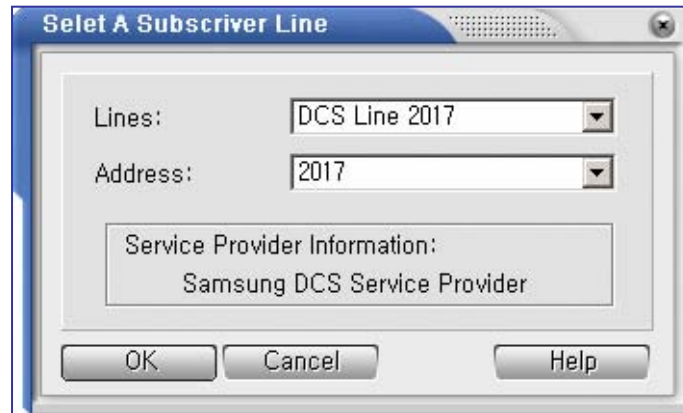 Selet A Subscriver Line
Lines: DCS Line 2017
Address: 2017
Service Provider Information:
Samsung DCS Service Provider
OK Cancel Help